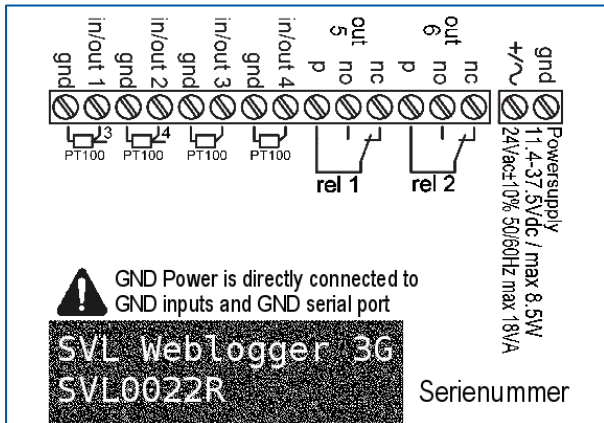 gnd in/out 1 gnd in/out 2 gnd in/out 3 gnd in/out 4 p no nc p no nc +/~ gnd
out 5
out 6
3 4
PT100 PT100 PT100 PT100
rel 1 rel 2
Powersupply
11.4-37.5Vdc / max 8.5W
24Vac±10% 50/60Hz max 18VA
GND Power is directly connected to
GND inputs and GND serial port
SVL Weblogger 3G
SVL0022R
Serienummer